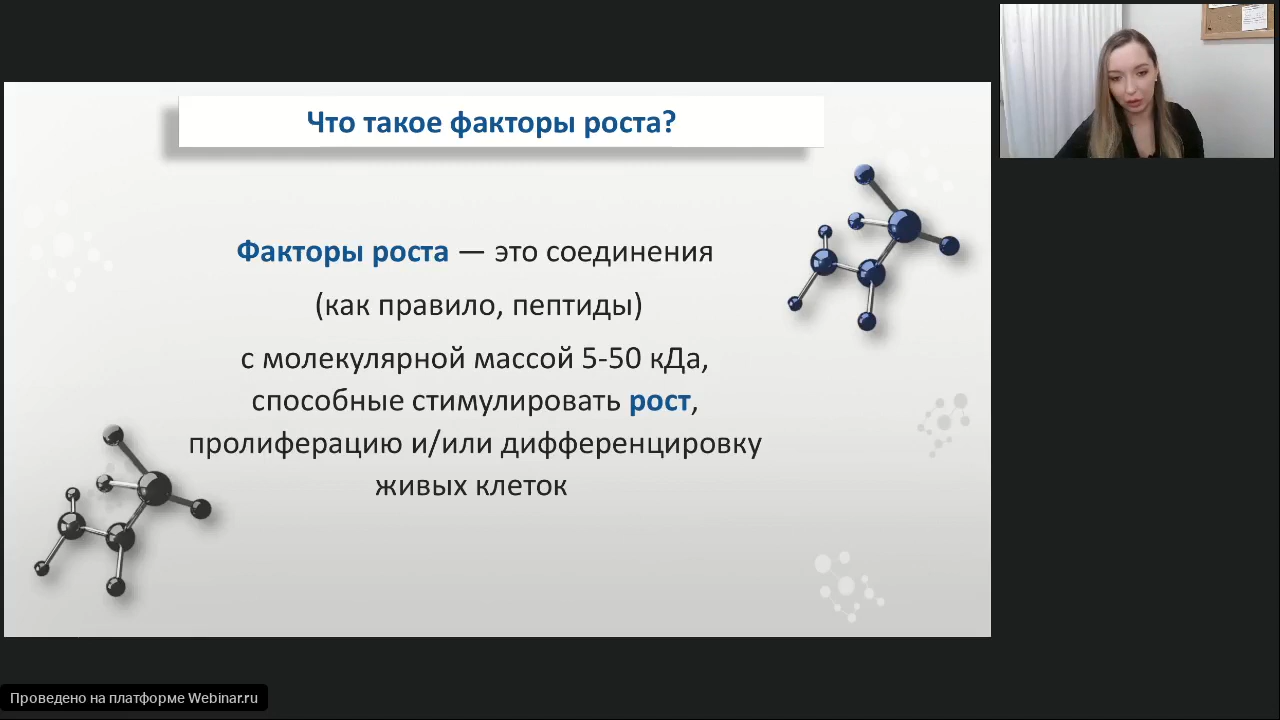 Что такое факторы роста?
Факторы роста — это соединения
(как правило, пептиды)
с молекулярной массой 5-50 кДа,
способные стимулировать рост,
пролиферацию и/или дифференцировку
живых клеток
Проведено на платформе Webinar.ru